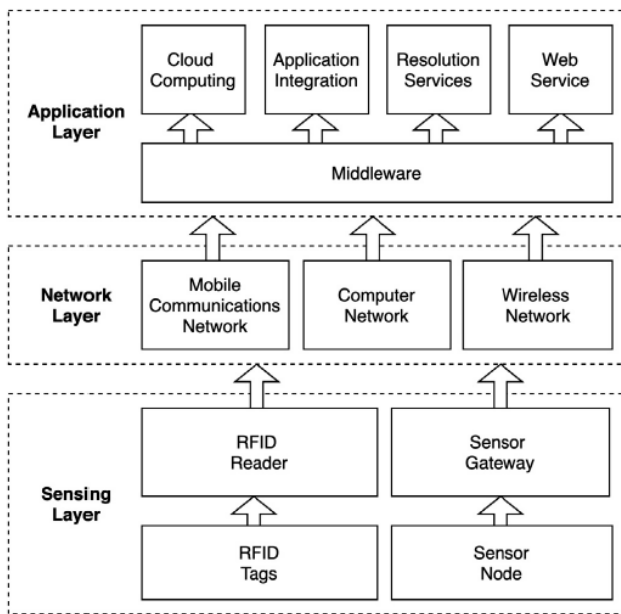 Application
Layer
Cloud
Computing
Application
Integration
Resolution
Services
Web
Service
Middleware
Network
Layer
Mobile
Communications
Network
Computer
Network
Wireless
Network
Sensing
Layer
RFID
Reader
Sensor
Gateway
RFID
Tags
Sensor
Node